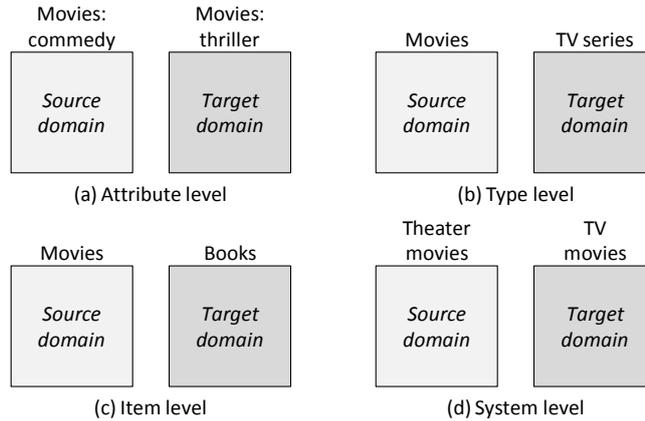 Movies:
commedy
Movies:
thriller
Source
domain
Target
domain
(a) Attribute level
Movies
TV series
Source
domain
Target
domain
(b) Type level
Movies
Books
Source
domain
Target
domain
(c) Item level
Theater
movies
TV
movies
Source
domain
Target
domain
(d) System level